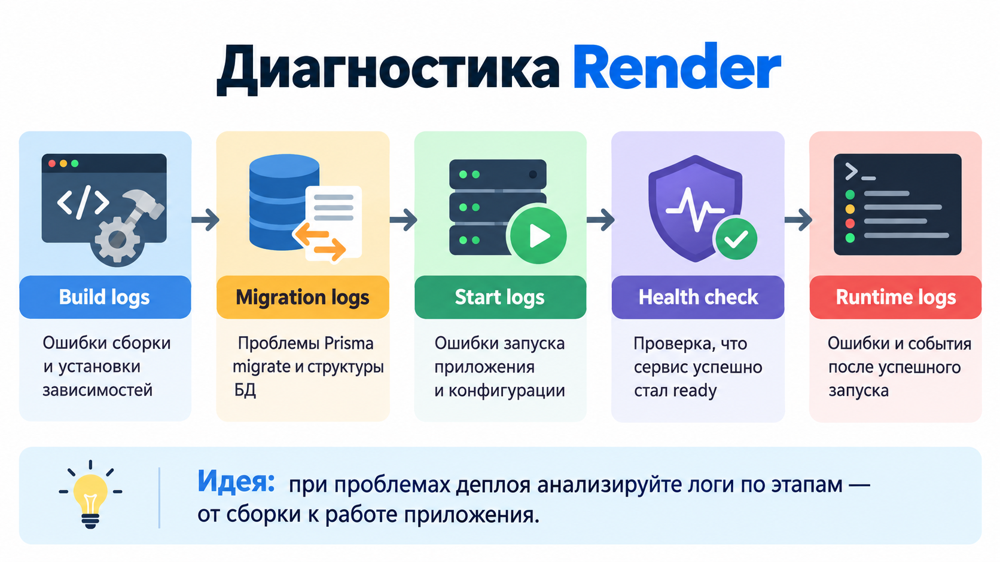 Диагностика Render
Build logs
Ошибки сборки
и установки
зависимостей
Migration logs
Проблемы Prisma
migrate и структуры
БД
Start logs
Ошибки запуска
приложения
и конфигурации
Health check
Проверка, что
сервис успешно
стал ready
Runtime logs
Ошибки и события
после успешного
запуска
Идея: при проблемах деплоя анализируйте логи по этапам —
от сборки к работе приложения.